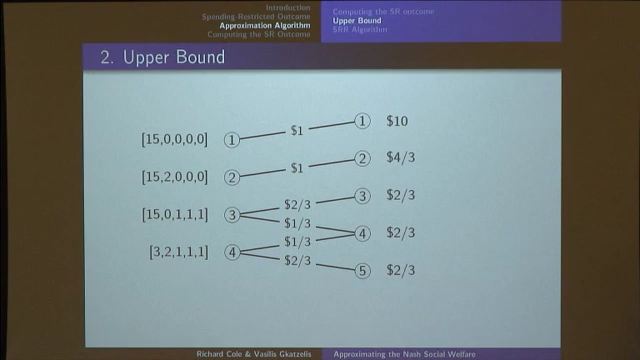 Introduction
Spending-Restricted Outcome
Approximation Algorithm
Computing the SR Outcome
Computing the SR outcome
Upper Bound
SRR Algorithm
2. Upper Bound
[15,0,0,0,0] 1 $1 1 $10
[15,2,0,0,0] 2 $1 2 $4/3
[15,0,1,1,1] 3 $2/3 3 $2/3
$1/3
[3,2,1,1,1] 4 $1/3 4 $2/3
$2/3 5 $2/3
Richard Cole & Vasilis Gkatzelis Approximating the Nash Social Welfare